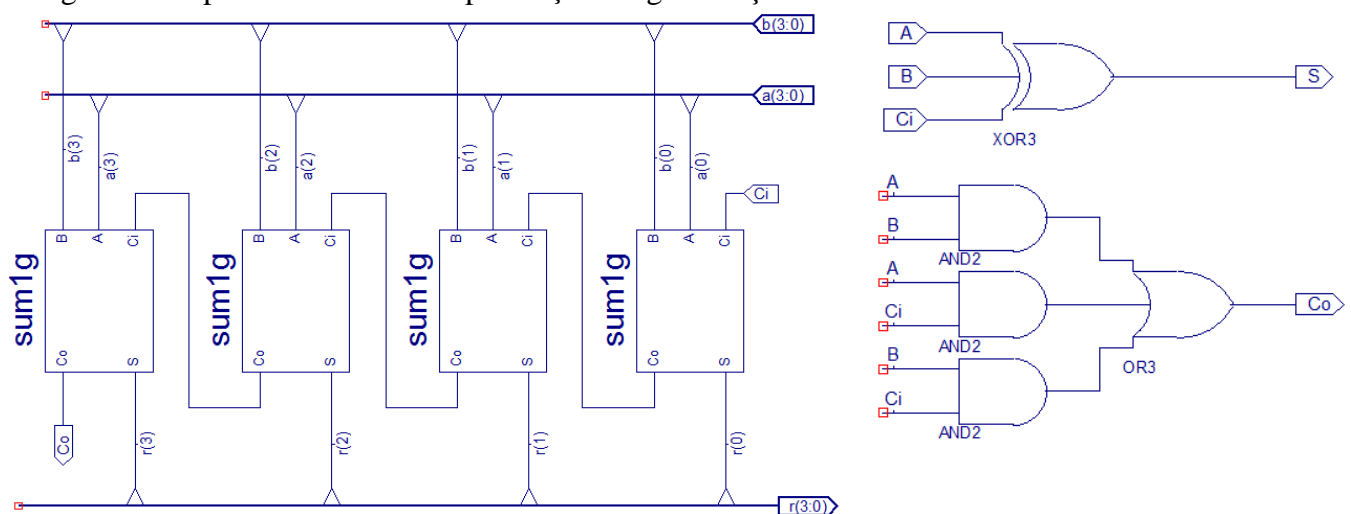 b(3:0)
a(3:0)
b(3)
a(3)
b(2)
a(2)
b(1)
a(1)
b(0)
a(0)
Ci
sum1g
B
A
Ci
Co
S
sum1g
B
A
Ci
Co
S
sum1g
B
A
Ci
Co
S
sum1g
B
A
Ci
Co
S
Co
r(3)
r(2)
r(1)
r(0)
r(3:0)
A
B
Ci
XOR3
S
A
B
AND2
A
Ci
AND2
B
Ci
AND2
OR3
Co